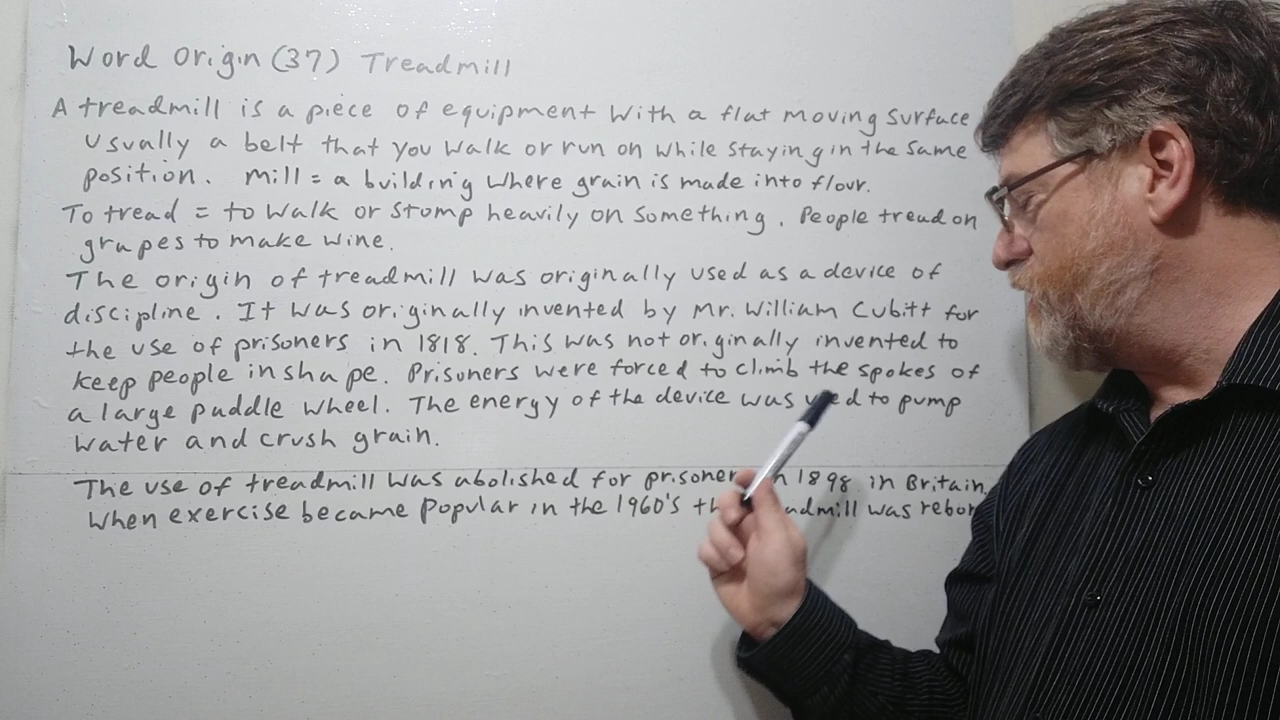 Word Origin (37) Treadmill
A treadmill is a piece of equipment with a flat moving surface
usually a belt that you walk or run on while staying in the same
position. Mill = a building where grain is made into flour.
To tread = to walk or stomp heavily on something. People tread on
grapes to make wine.
The origin of treadmill was originally used as a device of
discipline. It was originally invented by Mr. William Cubitt for
the use of prisoners in 1818. This was not originally invented to
keep people in shape. Prisoners were forced to climb the spokes of
a large paddle wheel. The energy of the device was used to pump
water and crush grain.
The use of treadmill was abolished for prisoners in 1898 in Britain.
When exercise became popular in the 1960's the treadmill was reborn